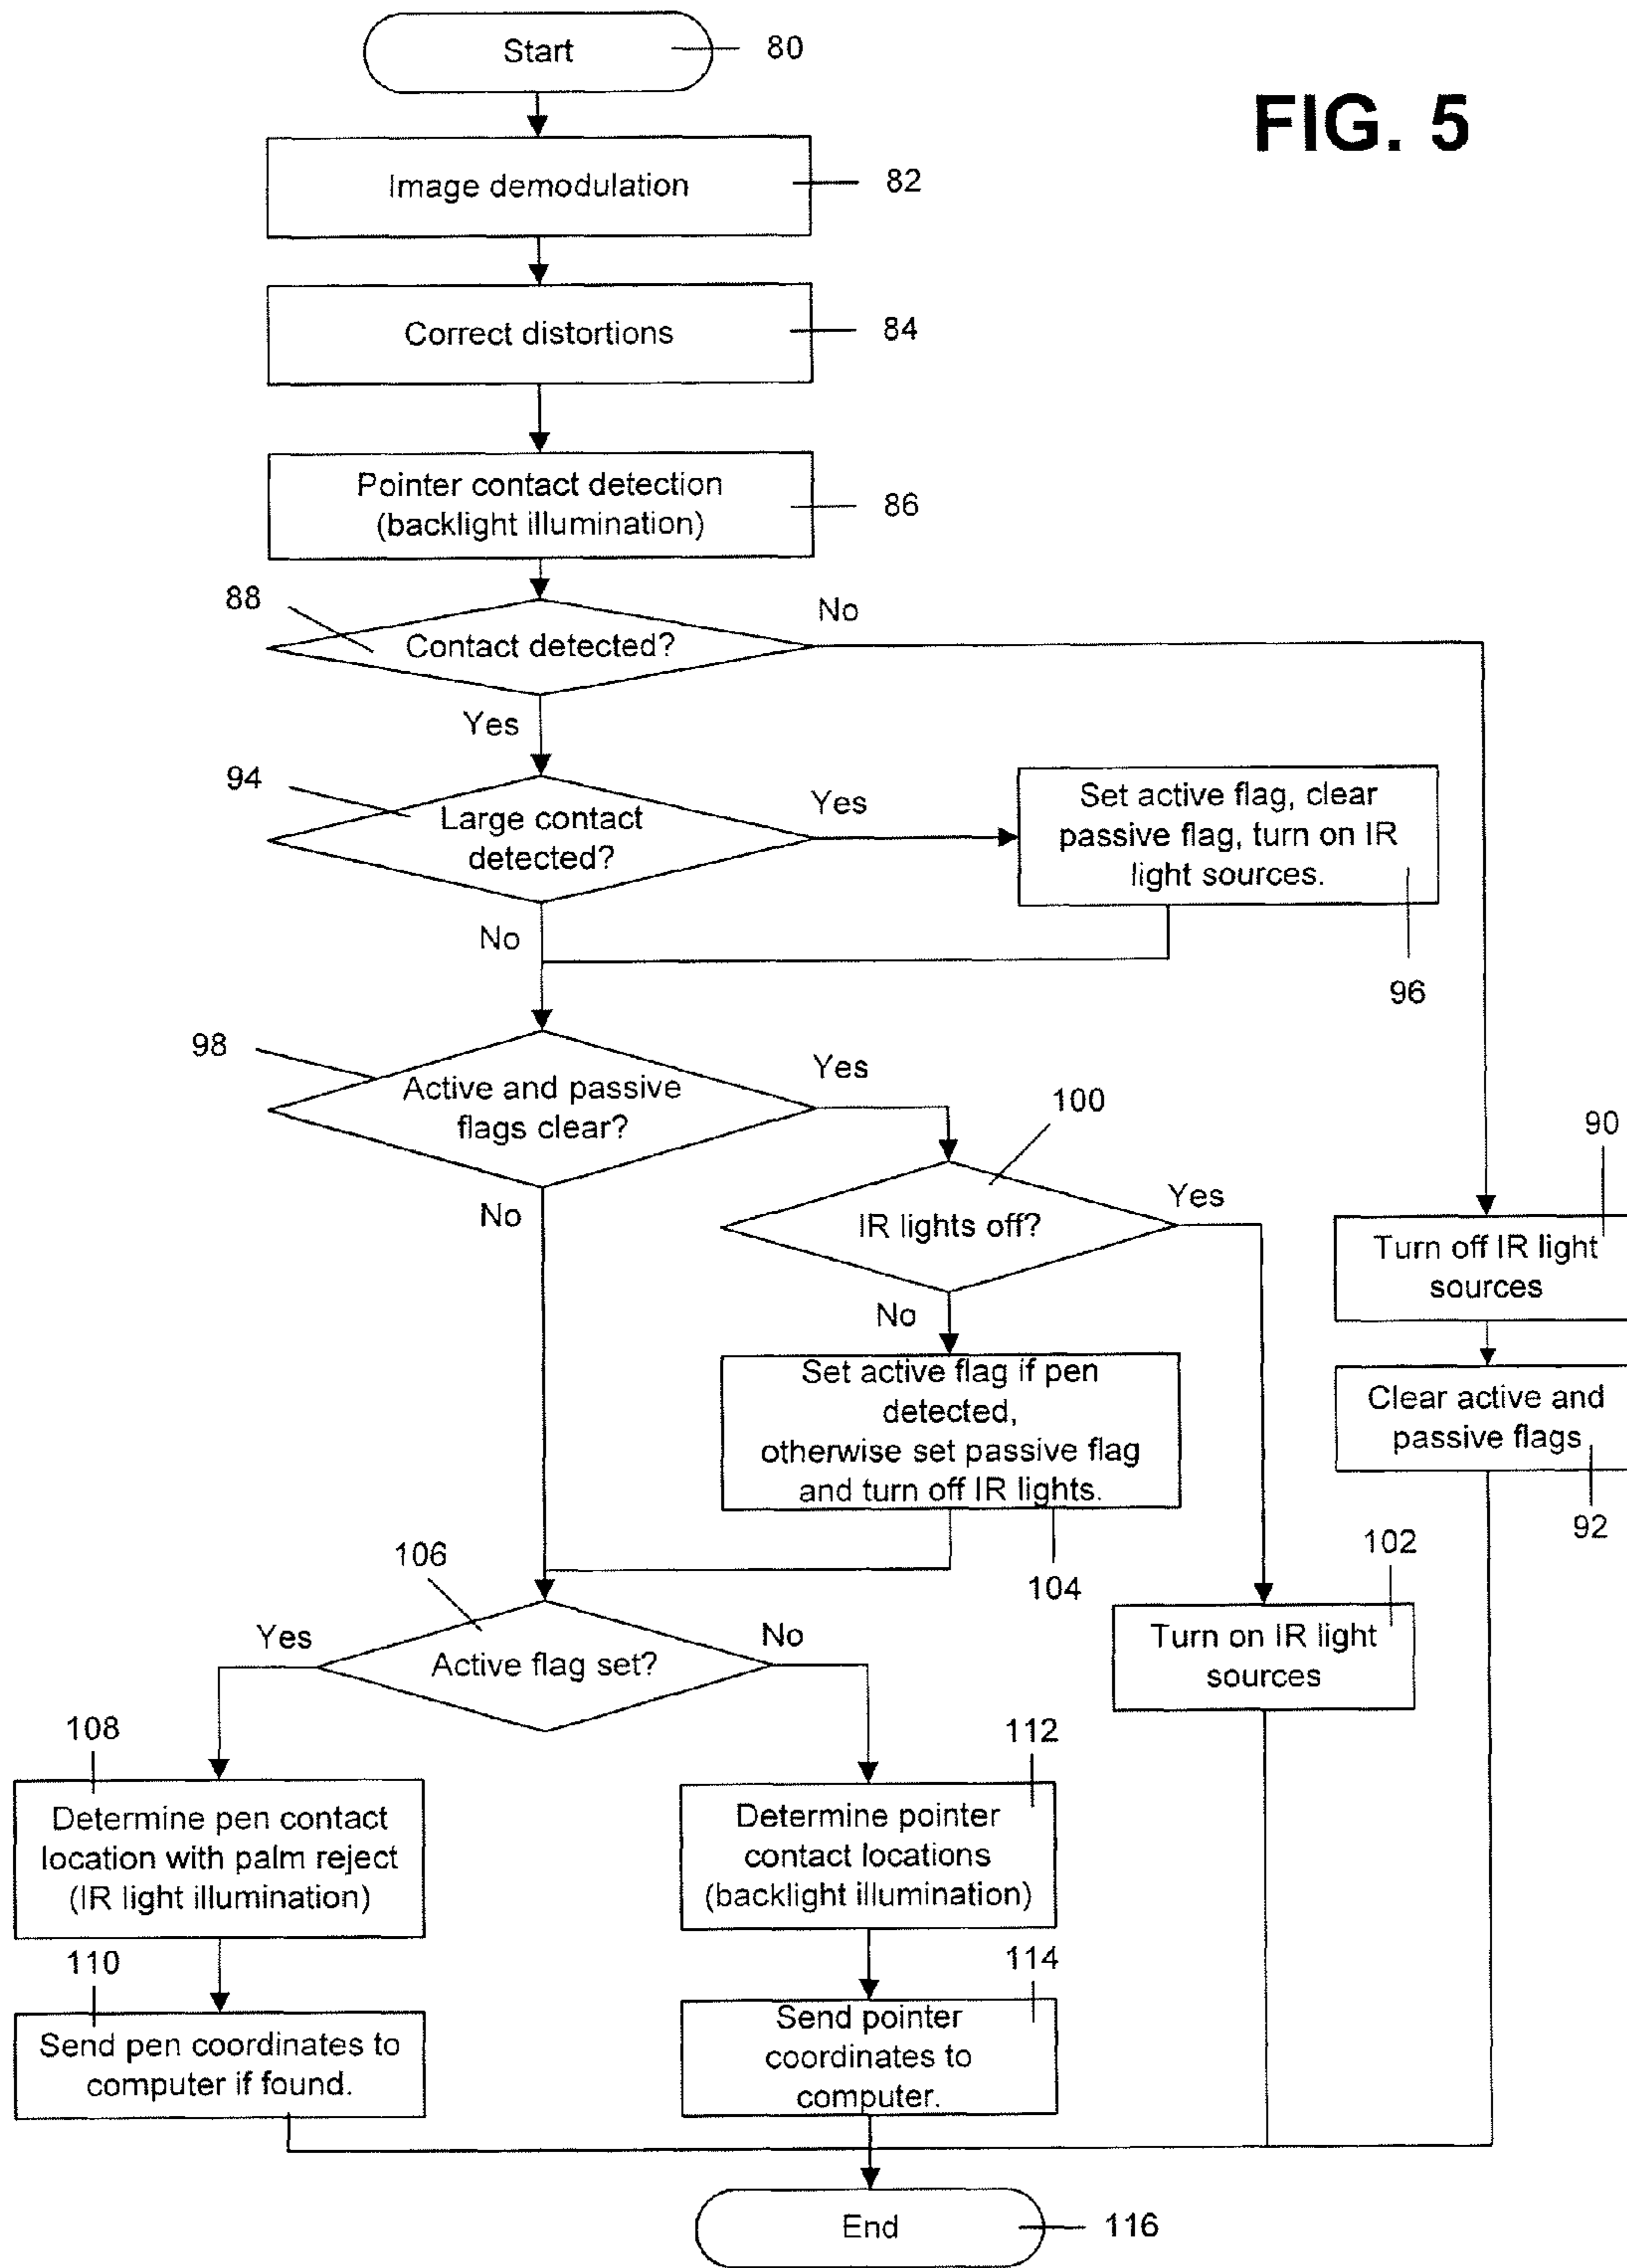 FIG. 5
Start
80
Image demodulation
82
Correct distortions
84
Pointer contact detection
(backlight illumination)
86
88
Contact detected?
No
Yes
94
Large contact
detected?
Yes
No
Set active flag, clear
passive flag, turn on IR
light sources.
96
98
Active and passive
flags clear?
Yes
No
100
IR lights off?
Yes
No
90
Turn off IR light
sources
Clear active and
passive flags
92
Set active flag if pen
detected,
otherwise set passive flag
and turn off IR lights.
104
102
Turn on IR light
sources
106
Active flag set?
Yes
No
108
Determine pen contact
location with palm reject
(IR light illumination)
112
Determine pointer
contact locations
(backlight illumination)
110
Send pen coordinates to
computer if found.
114
Send pointer
coordinates to
computer.
End
116